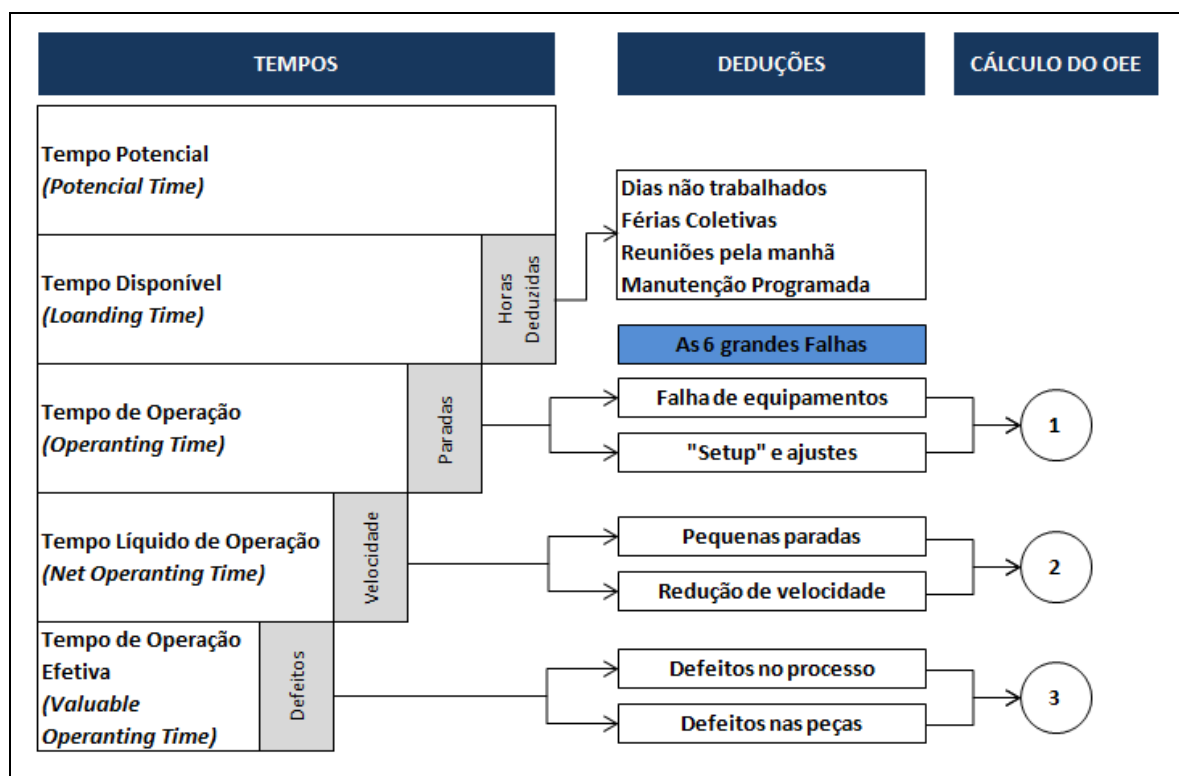 TEMPOS
DEDUÇÕES
CÁLCULO DO OEE
Tempo Potencial
(Potencial Time)
Dias não trabalhados
Férias Coletivas
Reuniões pela manhã
Manutenção Programada
Tempo Disponível
(Loanding Time)
Horas
Deduzidas
As 6 grandes Falhas
Tempo de Operação
(Operanting Time)
Paradas
Falha de equipamentos
"Setup" e ajustes
1
Tempo Líquido de Operação
(Net Operanting Time)
Velocidade
Pequenas paradas
Redução de velocidade
2
Tempo de Operação
Efetiva
(Valuable
Operanting Time)
Defeitos
Defeitos no processo
Defeitos nas peças
3